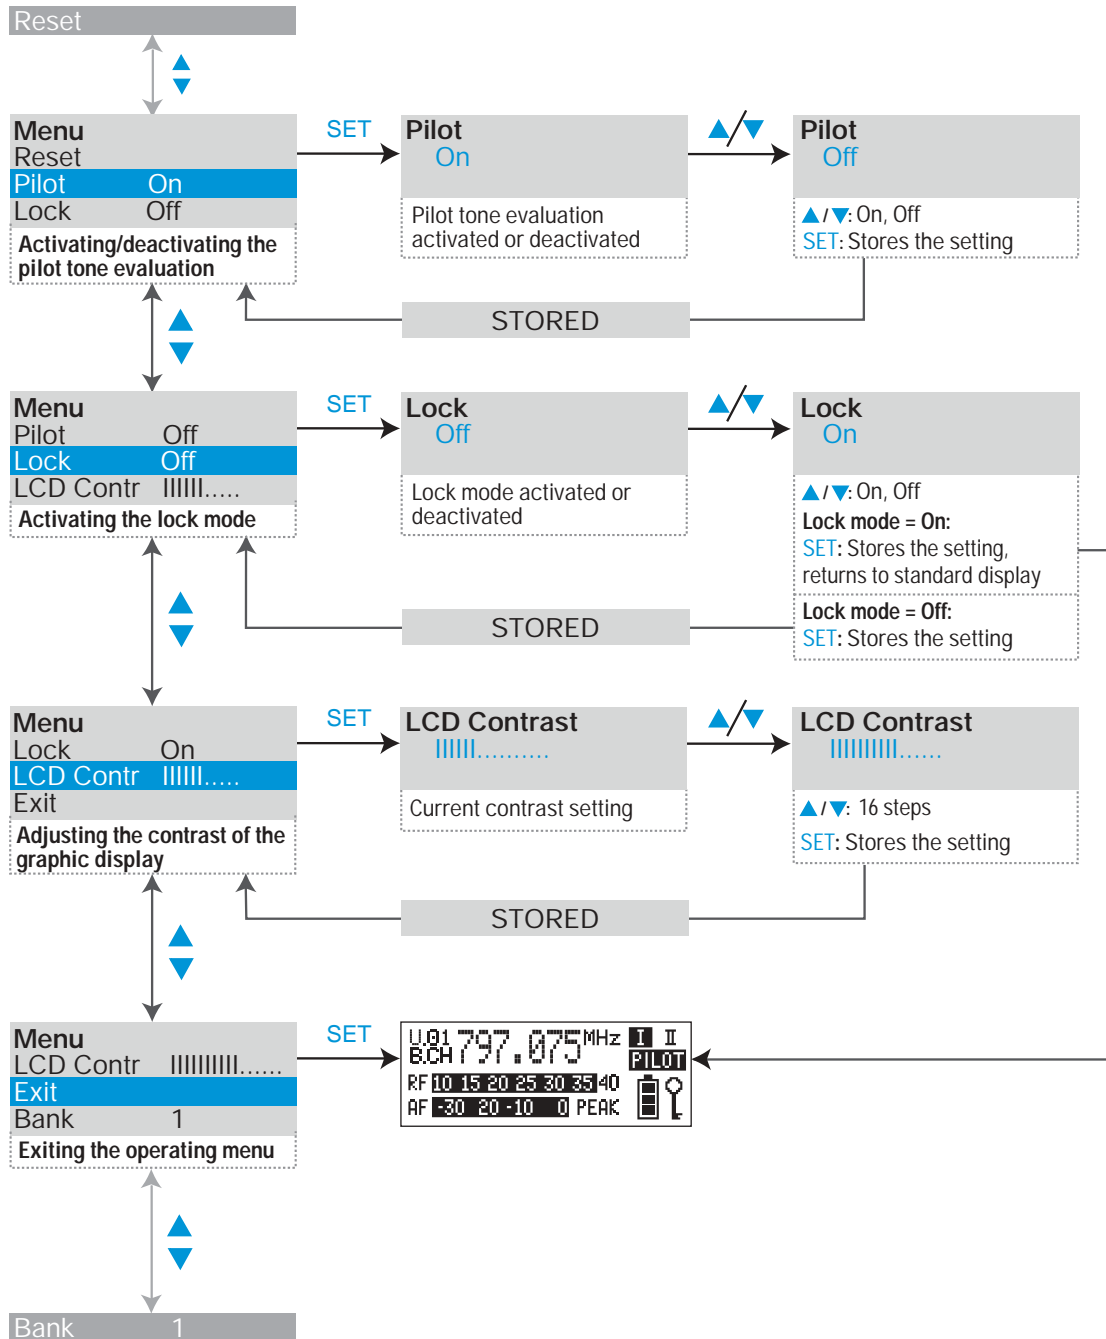 Reset
Menu
Reset
Pilot On
Lock Off
Activating/deactivating the
pilot tone evaluation
SET
Pilot
On
Pilot tone evaluation
activated or deactivated
▲/▼
Pilot
Off
▲/▼: On, Off
SET: Stores the setting
STORED
Menu
Pilot Off
Lock Off
LCD Contr IIIIII.....
Activating the lock mode
SET
Lock
Off
Lock mode activated or
deactivated
▲/▼
Lock
On
▲/▼: On, Off
Lock mode = On:
SET: Stores the setting,
returns to standard display
Lock mode = Off:
SET: Stores the setting
STORED
Menu
Lock On
LCD Contr IIIIII.....
Exit
Adjusting the contrast of the
graphic display
SET
LCD Contrast
IIIIII..........
Current contrast setting
▲/▼
LCD Contrast
IIIIIIIIII......
▲/▼: 16 steps
SET: Stores the setting
STORED
Menu
LCD Contr IIIIIIIIII......
Exit
Bank 1
Exiting the operating menu
SET
U.01 797.075 MHz I II
B.CH PILOT
RF 10 15 20 25 30 35 40
AF -30 20 -10 0 PEAK
Bank 1